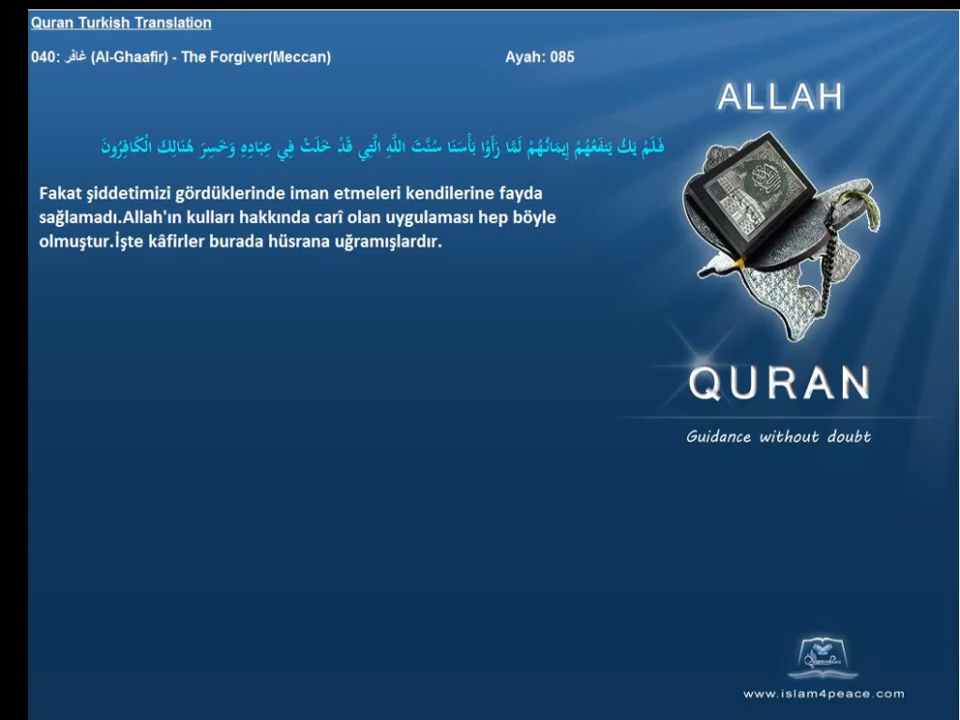 Quran Turkish Translation
040: غافر (Al-Ghaafir) - The Forgiver(Meccan) Ayah: 085
ALLAH
فَلَمْ يَكُ يَنفَعُهُمْ إِيمَانُهُمْ لَمَّا رَأَوْا بَأْسَنَا سُنَّتَ اللَّهِ الَّتِي قَدْ خَلَتْ فِي عِبَادِهِ وَخَسِرَ هُنَالِكَ الْكَافِرُونَ
Fakat şiddetimizi gördüklerinde iman etmeleri kendilerine fayda
sağlamadı.Allah'ın kulları hakkında carî olan uygulaması hep böyle
olmuştur.İşte kâfirler burada hüsrana uğramışlardır.
QURAN
Guidance without doubt
www.islam4peace.com